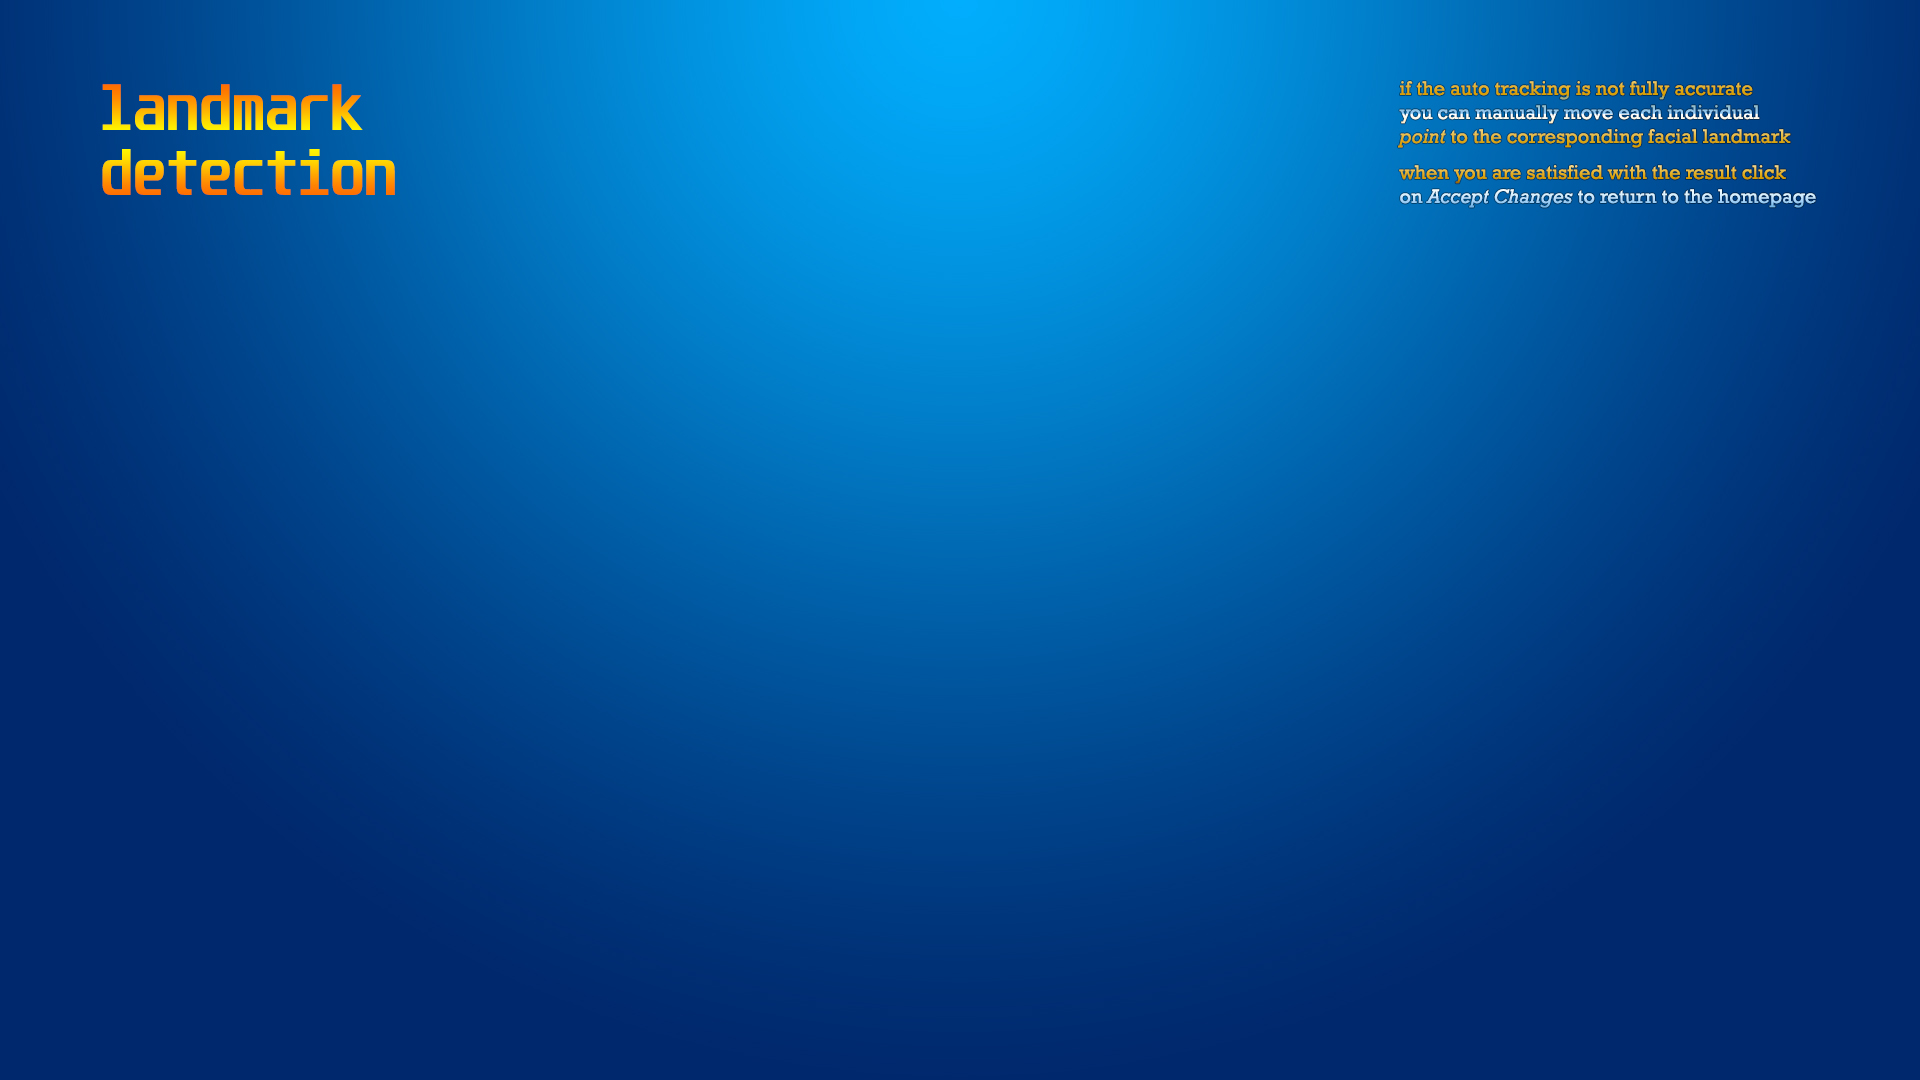 landmark
detection
if the auto tracking is not fully accurate
you can manually move each individual
point to the corresponding facial landmark
when you are satisfied with the result click
on Accept Changes to return to the homepage